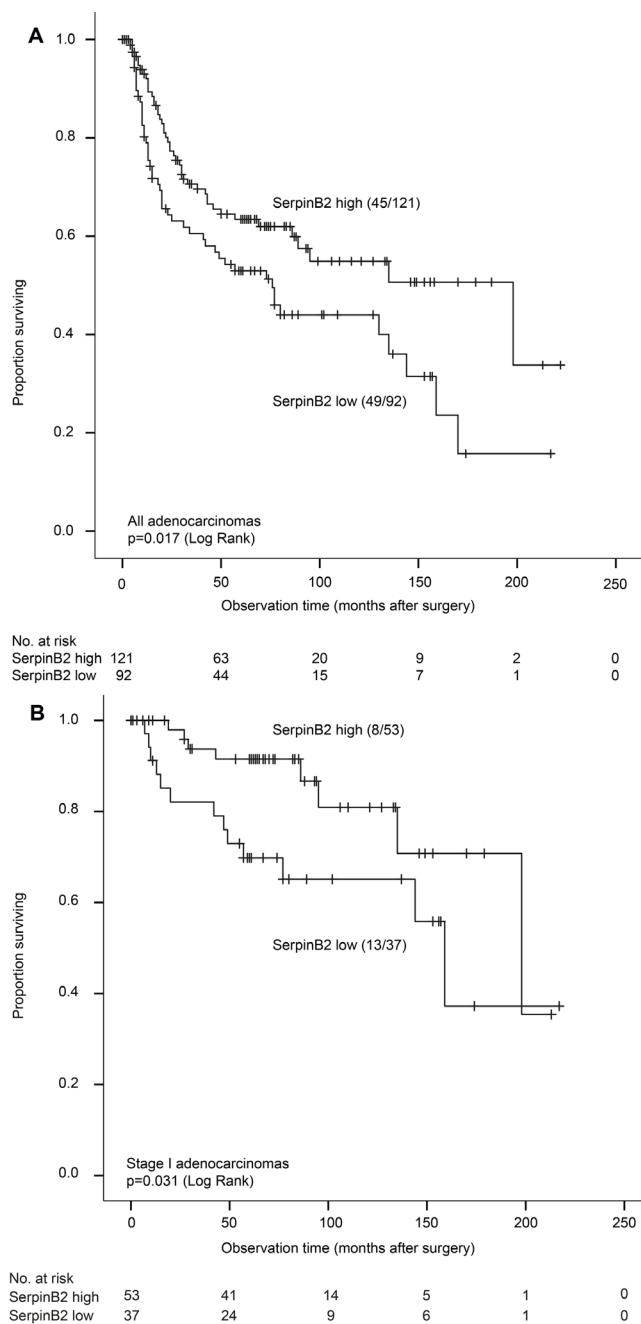 A
1.0
0.8
0.6
0.4
0.2
0.0
Proportion surviving
SerpinB2 high (45/121)
SerpinB2 low (49/92)
All adenocarcinomas
p=0.017 (Log Rank)
0 50 100 150 200 250
Observation time (months after surgery)
No. at risk
SerpinB2 high 121 63 20 9 2 0
SerpinB2 low 92 44 15 7 1 0
B
1.0
0.8
0.6
0.4
0.2
0.0
Proportion surviving
SerpinB2 high (8/53)
SerpinB2 low (13/37)
Stage I adenocarcinomas
p=0.031 (Log Rank)
0 50 100 150 200 250
Observation time (months after surgery)
No. at risk
SerpinB2 high 53 41 14 5 1 0
SerpinB2 low 37 24 9 6 1 0